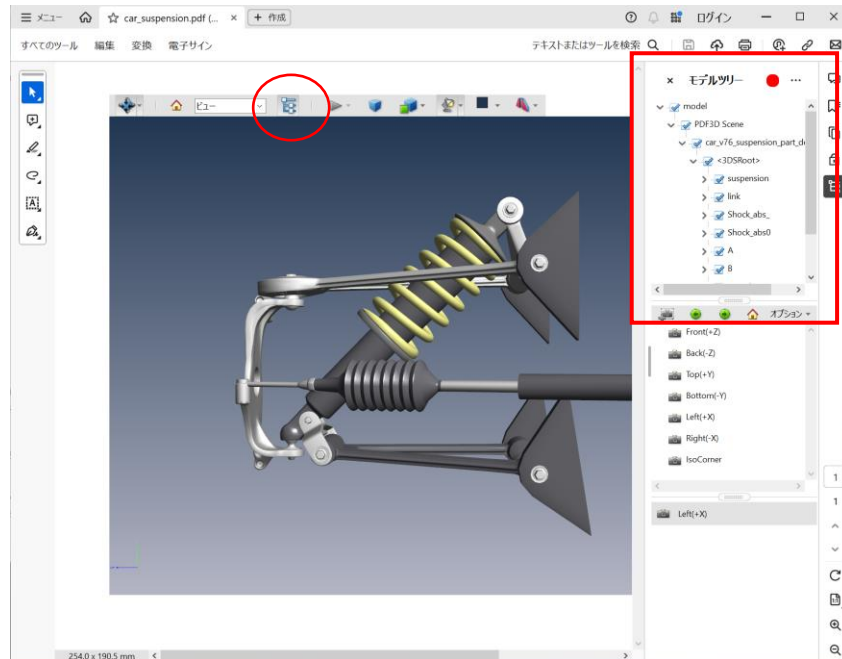 メニュー
car_suspension.pdf (...
× + 作成
ログイン
すべてのツール 編集 変換 電子サイン
テキストまたはツールを検索
ビュー
× モデルツリー ...
model
PDF3D Scene
car_v76_suspension_part_de
<3DSRoot>
suspension
link
Shock_abs_
Shock_abs0
A
B
オプション
Front(+Z)
Back(-Z)
Top(+Y)
Bottom(-Y)
Left(+X)
Right(-X)
IsoCorner
Left(+X)
1
1
254.0 x 190.5 mm